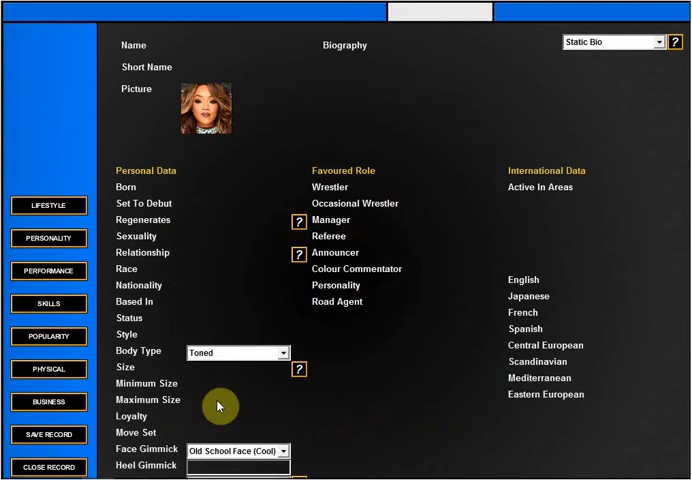 Name
Biography
Static Bio
?
Short Name
Picture
Personal Data
Favoured Role
International Data
Born
Wrestler
Active In Areas
Set To Debut
Occasional Wrestler
LIFESTYLE
Regenerates
?
Manager
Sexuality
Referee
PERSONALITY
Relationship
?
Announcer
Race
Colour Commentator
PERFORMANCE
Nationality
Personality
English
Based In
Road Agent
Japanese
SKILLS
Status
French
Style
Spanish
POPULARITY
Body Type
Toned
Central European
Size
?
Scandinavian
PHYSICAL
Minimum Size
Mediterranean
Maximum Size
Eastern European
BUSINESS
Loyalty
Move Set
SAVE RECORD
Face Gimmick
Old School Face (Cool)
Heel Gimmick
CLOSE RECORD